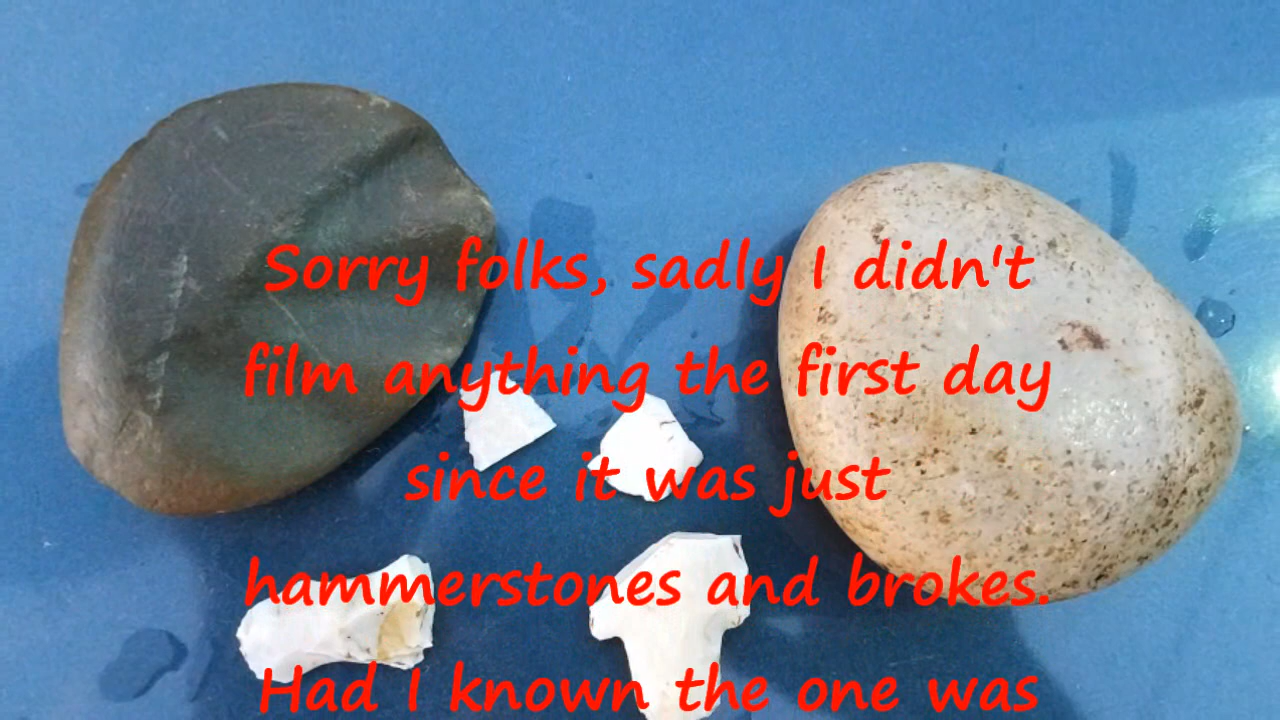 Sorry folks, sadly I didn't
film anything the first day
since it was just
hammerstones and brokes.
Had I known the one was